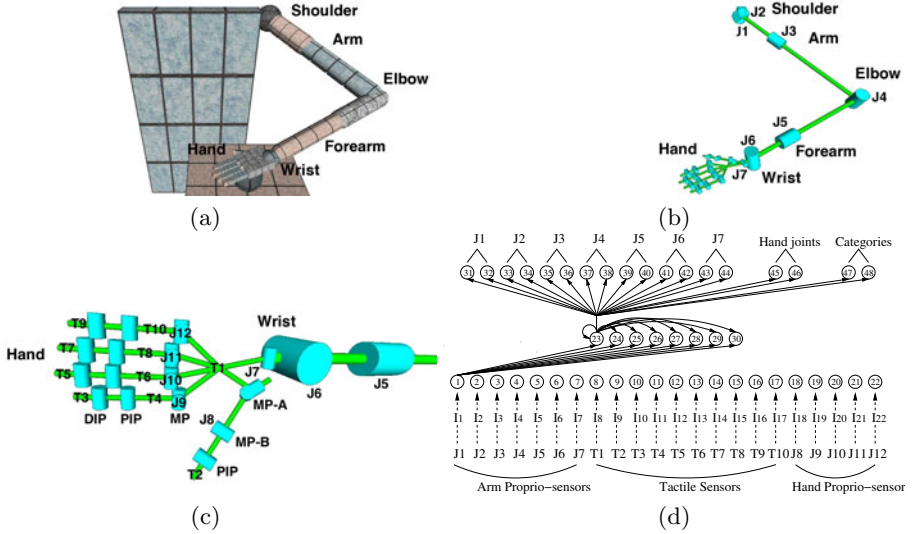 Shoulder
Arm
Elbow
Forearm
Hand
Wrist
(a)
Shoulder
J2
J1
J3
Arm
Elbow
J4
J5
J6
Forearm
Hand
J7
Wrist
(b)
T9
T10
J12
Wrist
Hand
T7
T8
J11
T1
J7
T5
T6
J10
J6
J5
T3
T4
J9
DIP
PIP
MP
J8
MP-A
MP-B
T2
PIP
(c)
J1 J2 J3 J4 J5 J6 J7 Hand joints Categories
31 32 33 34 35 36 37 38 39 40 41 42 43 44 45 46 47 48
23 24 25 26 27 28 29 30
1 2 3 4 5 6 7 8 9 10 11 12 13 14 15 16 17 18 19 20 21 22
I1 I2 I3 I4 I5 I6 I7 I8 I9 I10 I11 I12 I13 I14 I15 I16 I17 I18 I19 I20 I21 I22
J1 J2 J3 J4 J5 J6 J7 T1 T2 T3 T4 T5 T6 T7 T8 T9 T10 J8 J9 J10 J11 J12
Arm Proprio-sensors Tactile Sensors Hand Proprio-sensor
(d)